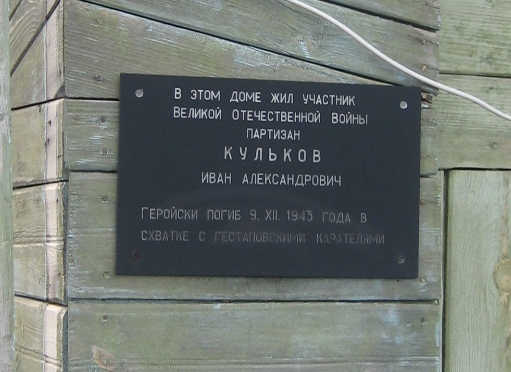 В ЭТОМ ДОМЕ ЖИЛ УЧАСТНИК
ВЕЛИКОЙ ОТЕЧЕСТВЕННОЙ ВОЙНЫ
ПАРТИЗАН
КУЛЬКОВ
ИВАН АЛЕКСАНДРОВИЧ
ГЕРОЙСКИ ПОГИБ 9. XII. 1943 ГОДА В
СХВАТКЕ С ГЕСТАПОВСКИМИ КАРАТЕЛЯМИ